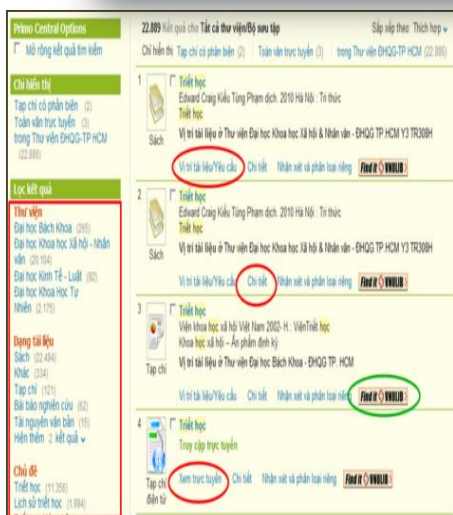 Primo Central Options
Mở rộng kết quả tìm kiếm
Chỉ hiển thị
Tạp chí có phản biện (2)
Toàn văn trực tuyến (3)
trong Thư viện ĐHQG-TP HCM
(22.886)
Lọc kết quả
Thư viện
Đại học Bách Khoa (265)
Đại học Khoa học Xã hội - Nhân
văn (20.104)
Đại học Kinh Tế - Luật (92)
Đại học Khoa Học Tự
Nhiên (2.175)
Dạng tài liệu
Sách (22.494)
Khác (334)
Tạp chí (121)
Bài báo nghiên cứu (62)
Tài nguyên văn bản (15)
Hiện thêm 2 kết quả
Chủ đề
Triết học (11.256)
Lịch sử triết học (1.984)
22.889 Kết quả cho Tất cả thư viện/Bộ sưu tập
Sắp xếp theo: Thích hợp
Chỉ hiển thị Tạp chí có phản biện (2) Toàn văn trực tuyến (3) trong Thư viện ĐHQG-TP HCM (22.886)
1 Triết học
Edward Craig Kiều Tùng Phạm dịch. 2010 Hà Nội : Tri thức
Triết học
Vị trí tài liệu ở Thư viện Đại học Khoa học Xã hội & Nhân văn - ĐHQG TP HCM Y3 TR308H
Sách
Vị trí tài liệu/Yêu cầu Chi tiết Nhận xét và phân loại riêng Find it VNULIB
2 Triết học
Edward Craig Kiều Tùng Phạm dịch. 2010 Hà Nội : Tri thức
Triết học
Vị trí tài liệu ở Thư viện Đại học Khoa học Xã hội & Nhân văn - ĐHQG TP HCM Y3 TR308H
Sách
Vị trí tài liệu/Yêu cầu Chi tiết Nhận xét và phân loại riêng Find it VNULIB
3 Triết học
Viện khoa học xã hội Việt Nam 2002- H.: ViệnTriết học
Khoa học xã hội -- Ấn phẩm định kỳ
Vị trí tài liệu ở Thư viện Đại học Bách Khoa - ĐHQG TP. HCM
Tạp chí
Vị trí tài liệu/Yêu cầu Chi tiết Nhận xét và phân loại riêng Find it VNULIB
4 Triết học
Truy cập trực tuyến
Tạp chí
điện tử
Xem trực tuyến Chi tiết Nhận xét và phân loại riêng Find it VNULIB